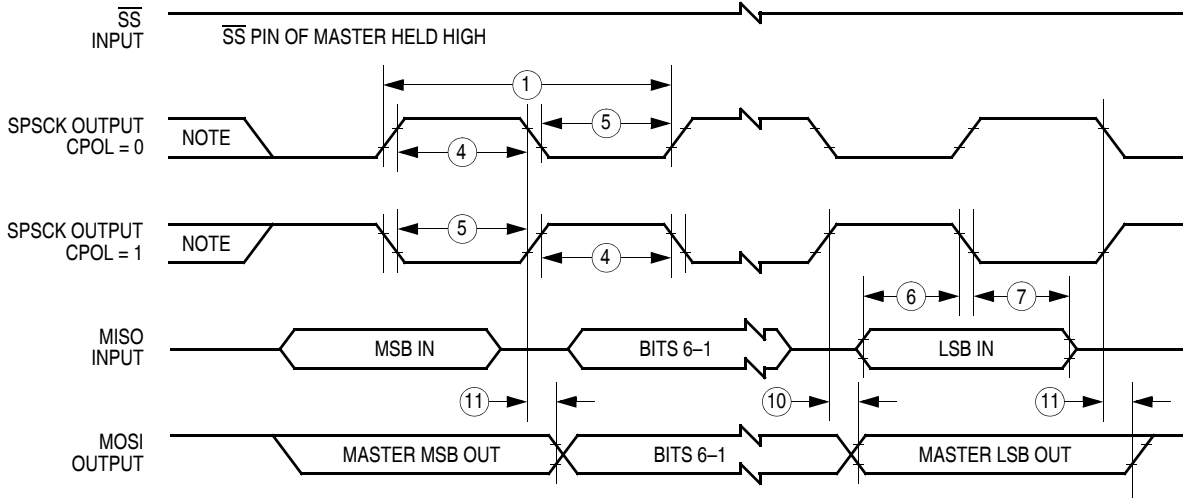 SS
INPUT
SS PIN OF MASTER HELD HIGH
1
SPSCK OUTPUT
CPOL = 0
NOTE
5
4
SPSCK OUTPUT
CPOL = 1
NOTE
5
4
6
7
MISO
INPUT
MSB IN
BITS 6–1
LSB IN
11
10
11
MOSI
OUTPUT
MASTER MSB OUT
BITS 6–1
MASTER LSB OUT